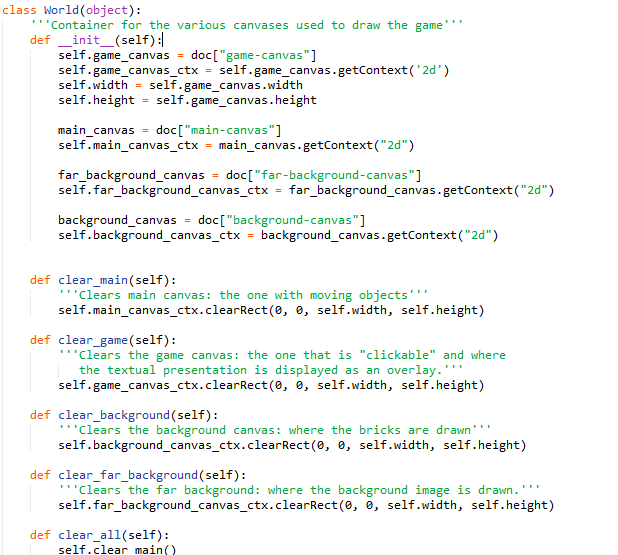 class World(object):
    '''Container for the various canvases used to draw the game'''
    def __init__(self):
        self.game_canvas = doc["game-canvas"]
        self.game_canvas_ctx = self.game_canvas.getContext('2d')
        self.width = self.game_canvas.width
        self.height = self.game_canvas.height

        main_canvas = doc["main-canvas"]
        self.main_canvas_ctx = main_canvas.getContext("2d")

        far_background_canvas = doc["far-background-canvas"]
        self.far_background_canvas_ctx = far_background_canvas.getContext("2d")

        background_canvas = doc["background-canvas"]
        self.background_canvas_ctx = background_canvas.getContext("2d")


    def clear_main(self):
        '''Clears main canvas: the one with moving objects'''
        self.main_canvas_ctx.clearRect(0, 0, self.width, self.height)

    def clear_game(self):
        '''Clears the game canvas: the one that is "clickable" and where
           the textual presentation is displayed as an overlay.'''
        self.game_canvas_ctx.clearRect(0, 0, self.width, self.height)

    def clear_background(self):
        '''Clears the background canvas: where the bricks are drawn'''
        self.background_canvas_ctx.clearRect(0, 0, self.width, self.height)

    def clear_far_background(self):
        '''Clears the far background: where the background image is drawn.'''
        self.far_background_canvas_ctx.clearRect(0, 0, self.width, self.height)

    def clear_all(self):
        self.clear_main()